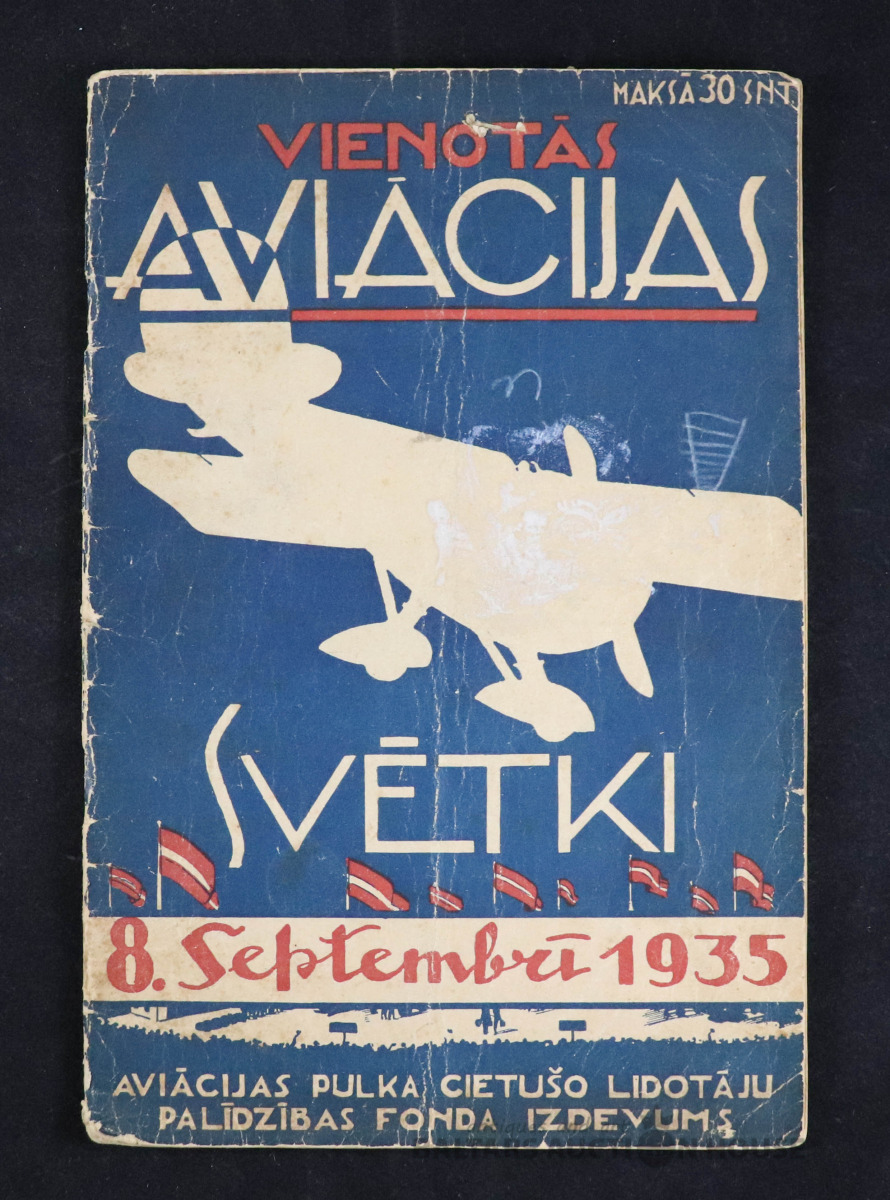 MAKSĀ 30 SNT.
VIENOTĀS
AVIĀCIJAS
SVĒTKI
8. Septembrī 1935
AVIĀCIJAS PULKA CIETUŠO LIDOTĀJU
PALĪDZĪBAS FONDA IZDEVUMS